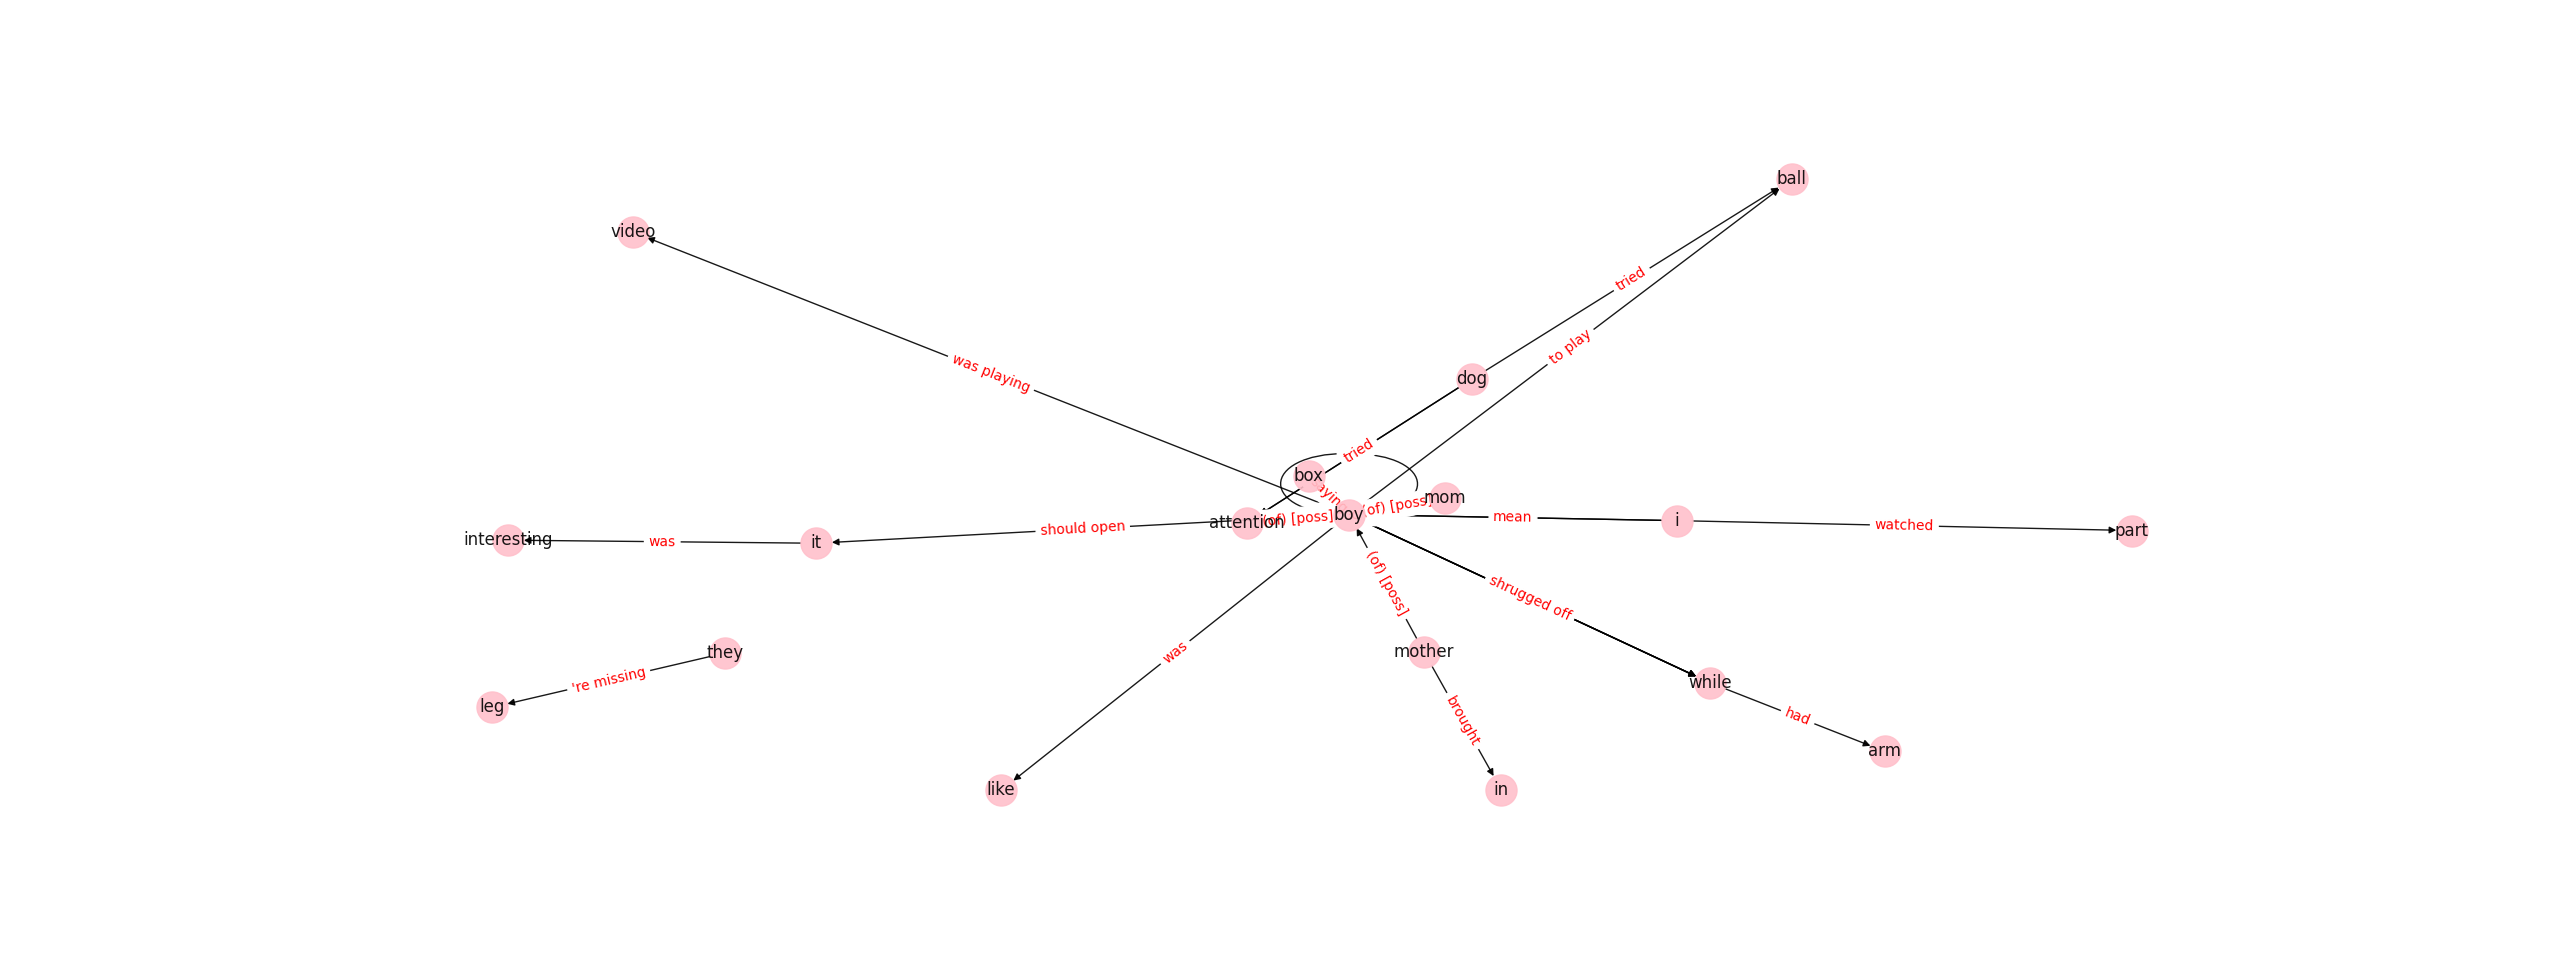 ball
video
tried
to play
was playing
dog
tried
box
mom
(of) [poss]
attention
(of) [poss]
boy
mean
i
watched
part
should open
interesting
was
it
(of) [poss]
shrugged off
was
they
're missing
mother
while
leg
brought
had
arm
like
in